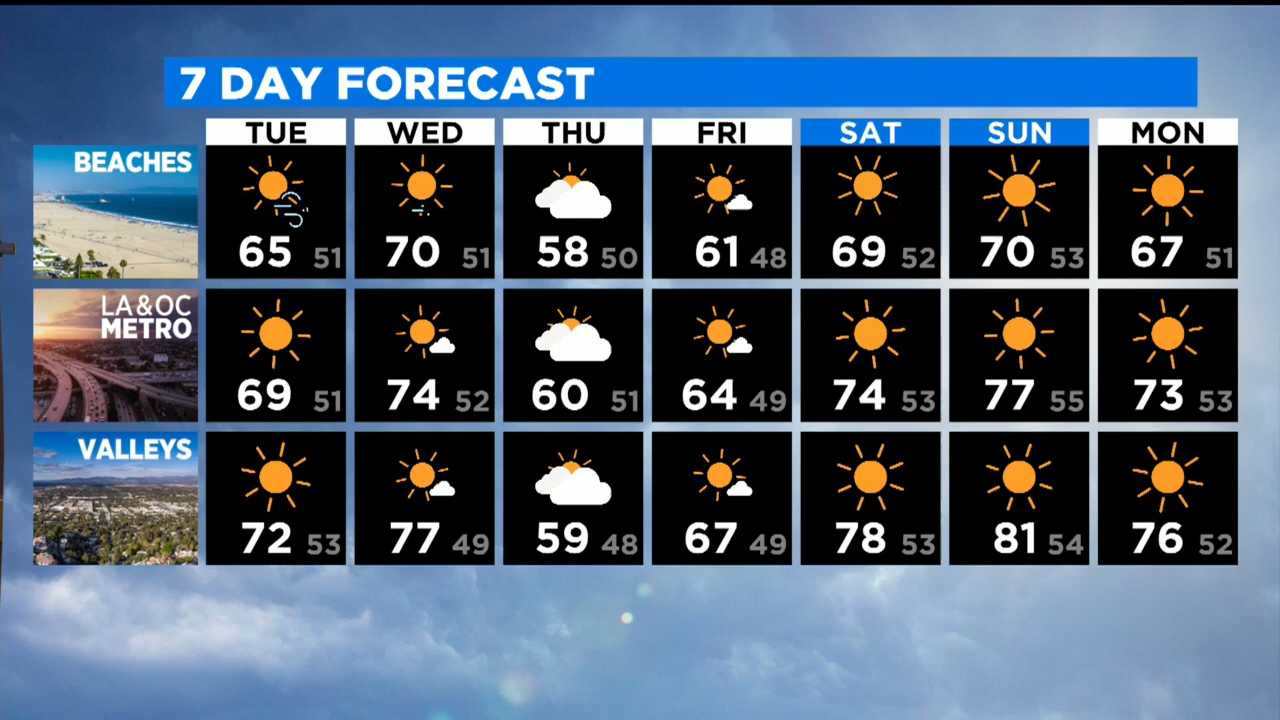 7 DAY FORECAST
TUE WED THU FRI SAT SUN MON
BEACHES
65 51 70 51 58 50 61 48 69 52 70 53 67 51
LA&OC
METRO
69 51 74 52 60 51 64 49 74 53 77 55 73 53
VALLEYS
72 53 77 49 59 48 67 49 78 53 81 54 76 52